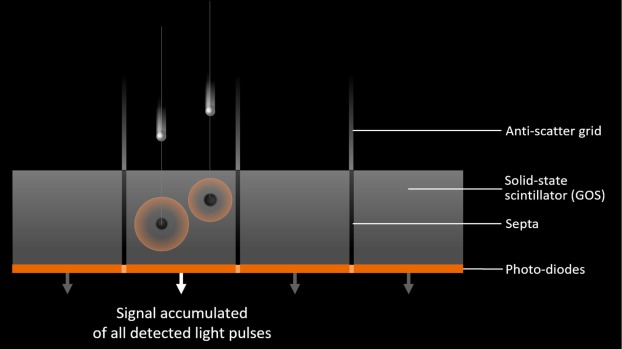 Anti-scatter grid
Solid-state
scintillator (GOS)
Septa
Photo-diodes
Signal accumulated
of all detected light pulses